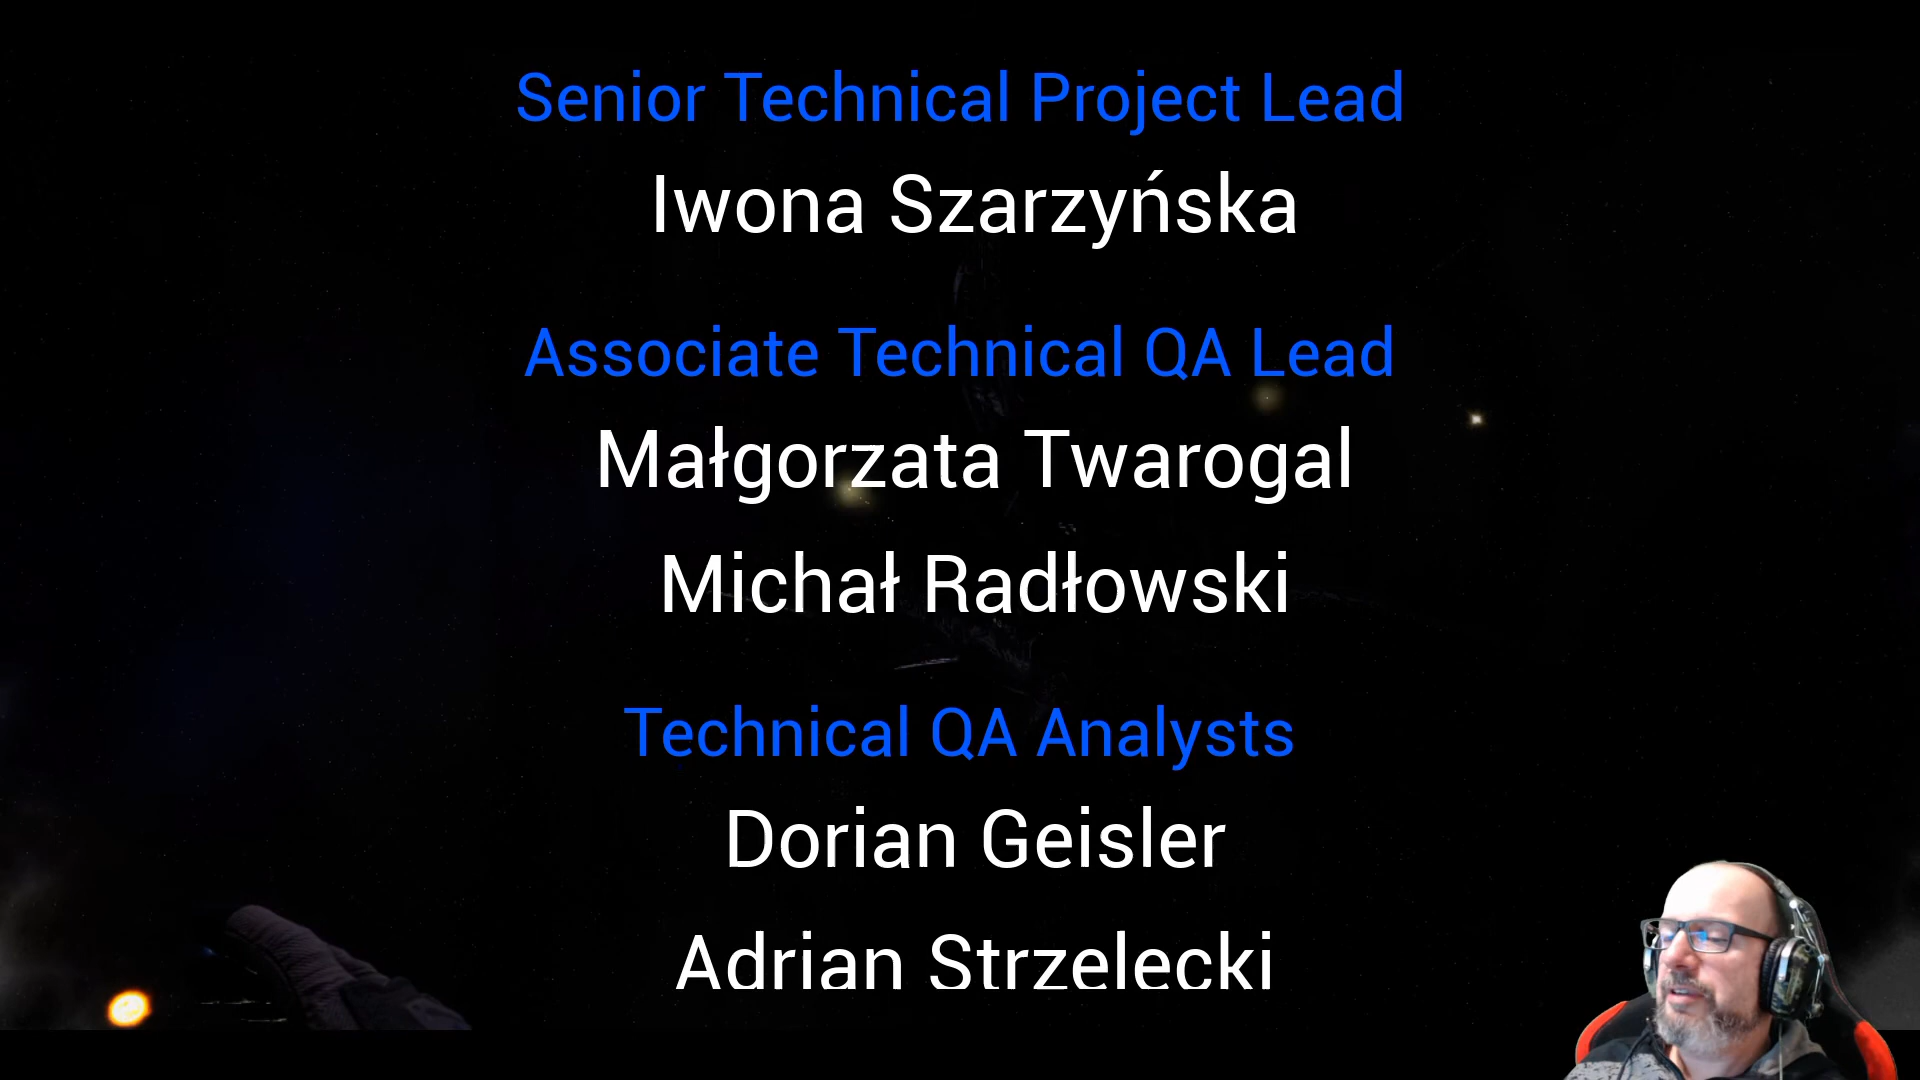 Senior Technical Project Lead
Iwona Szarzyńska
Associate Technical QA Lead
Małgorzata Twarogal
Michał Radłowski
Technical QA Analysts
Dorian Geisler
Adrian Strzelecki